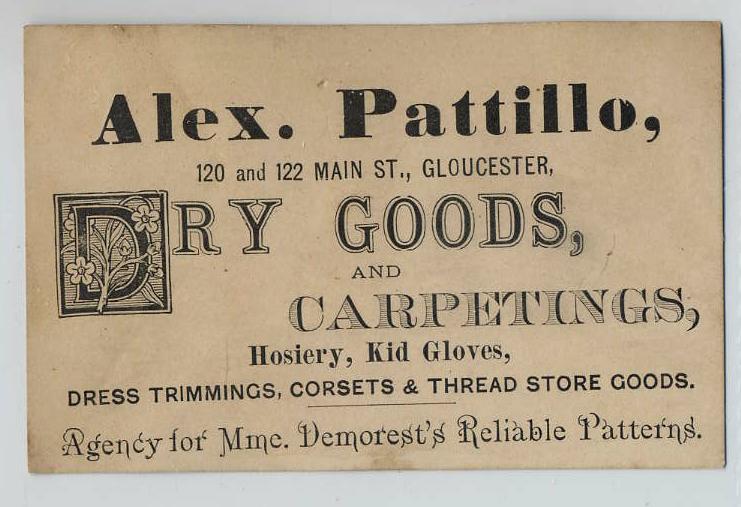 Alex. Pattillo,
120 and 122 MAIN ST., GLOUCESTER,
DRY GOODS,
AND
CARPETINGS,
Hosiery, Kid Gloves,
DRESS TRIMMINGS, CORSETS & THREAD STORE GOODS.
Agency for Mme. Demorest's Reliable Patterns.